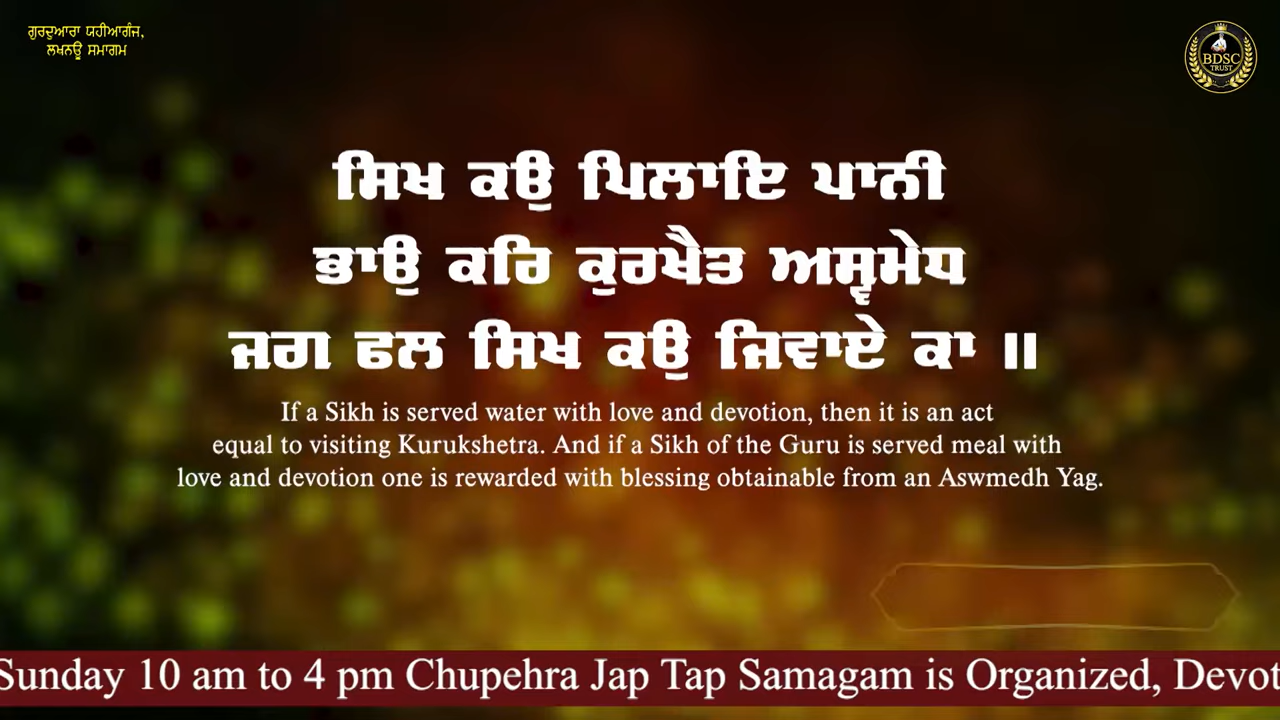 ਗੁਰਦੁਆਰਾ ਯਹੀਆਗੰਜ,
ਲਖਨਊ ਸਮਾਗਮ
BDSC
TRUST
ਸਿਖ ਕਉ ਪਿਲਾਇ ਪਾਨੀ
ਭਾਉ ਕਰਿ ਕੁਰਖੈਤ ਅਸ੍ਵਮੇਧ
ਜਗ ਫਲ ਸਿਖ ਕਉ ਜਿਵਾਏ ਕਾ ॥
If a Sikh is served water with love and devotion, then it is an act
equal to visiting Kurukshetra. And if a Sikh of the Guru is served meal with
love and devotion one is rewarded with blessing obtainable from an Aswmedh Yag.
Sunday 10 am to 4 pm Chupehra Jap Tap Samagam is Organized, Devot